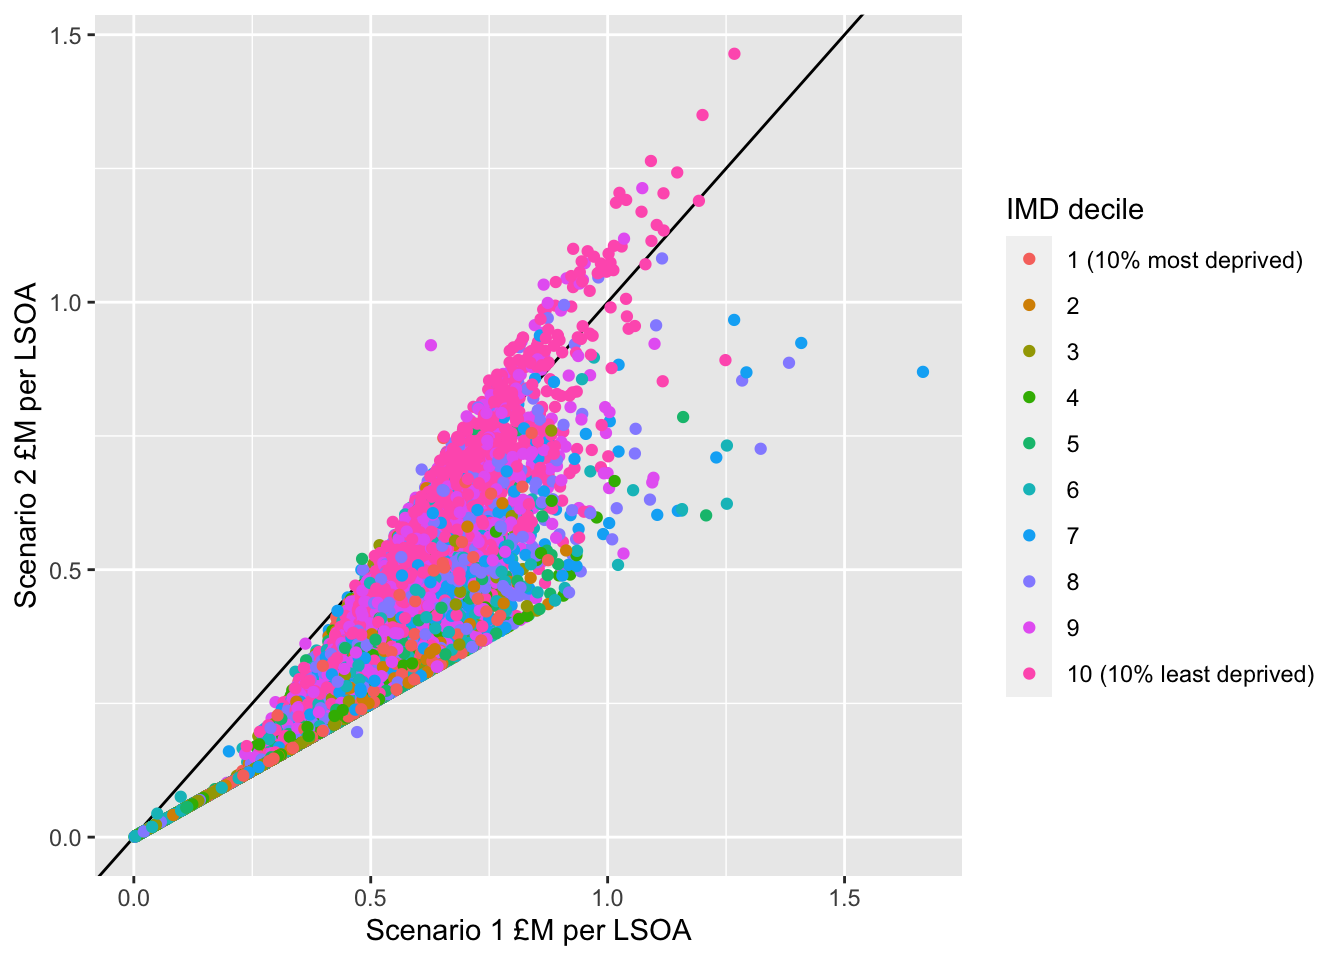 Scenario 2 £M per LSOA
1.5
1.0
0.5
0.0
0.0 0.5 1.0 1.5
Scenario 1 £M per LSOA
IMD decile
1 (10% most deprived)
2
3
4
5
6
7
8
9
10 (10% least deprived)